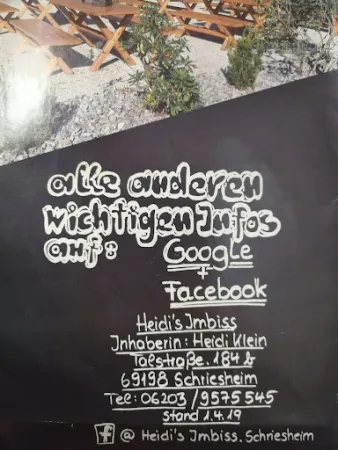 alle anderen
wichtigen Infos
auf: Google
+
Facebook
Heidi's Imbiss
Inhaberin: Heidi Klein
Talstraße. 184 b
69198 Schriesheim
Tel: 06203/9575545
Stand 1.4.19
f @ Heidi's Imbiss. Schriesheim